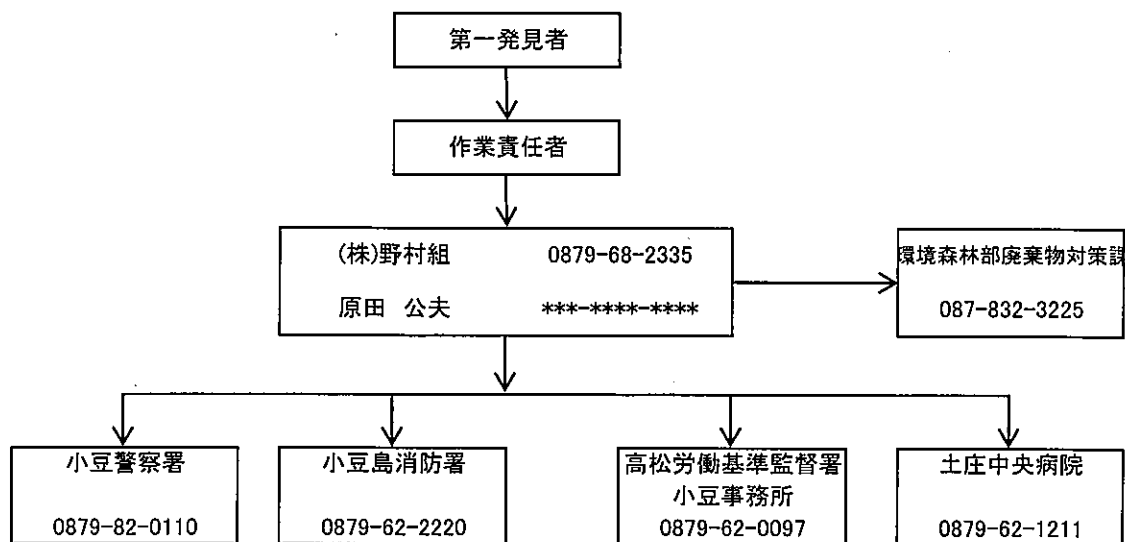 第一発見者
作業責任者
(株)野村組 0879-68-2335
原田 公夫 ***-****-****
環境森林部廃棄物対策課
087-832-3225
小豆警察署
0879-82-0110
小豆島消防署
0879-62-2220
高松労働基準監督署
小豆事務所
0879-62-0097
土庄中央病院
0879-62-1211